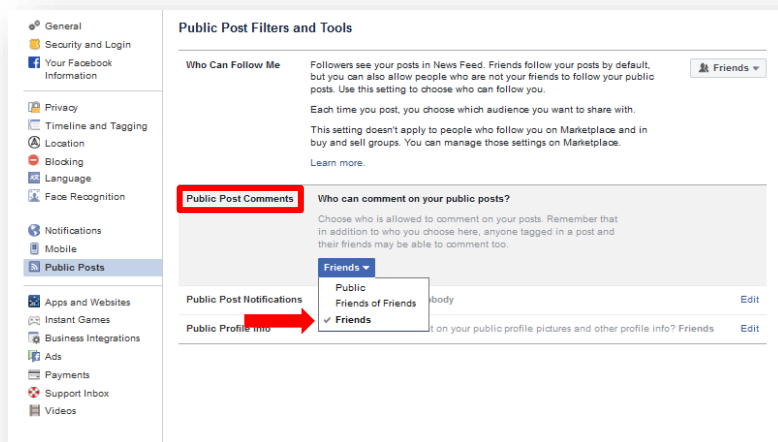 General
Security and Login
Your Facebook
Information
Privacy
Timeline and Tagging
Location
Blocking
Language
Face Recognition
Notifications
Mobile
Public Posts
Apps and Websites
Instant Games
Business Integrations
Ads
Payments
Support Inbox
Videos
Public Post Filters and Tools
Who Can Follow Me
Followers see your posts in News Feed. Friends follow your posts by default,
but you can also allow people who are not your friends to follow your public
posts. Use this setting to choose who can follow you.
Each time you post, you choose which audience you want to share with.
This setting doesn't apply to people who follow you on Marketplace and in
buy and sell groups. You can manage those settings on Marketplace.
Learn more.
Friends
Public Post Comments
Who can comment on your public posts?
Choose who is allowed to comment on your posts. Remember that
in addition to who you choose here, anyone tagged in a post and
their friends may be able to comment too.
Friends
Public
Friends of Friends
Friends
Public Post Notifications
Edit
Public Profile Info
on your public profile pictures and other profile info? Friends
Edit